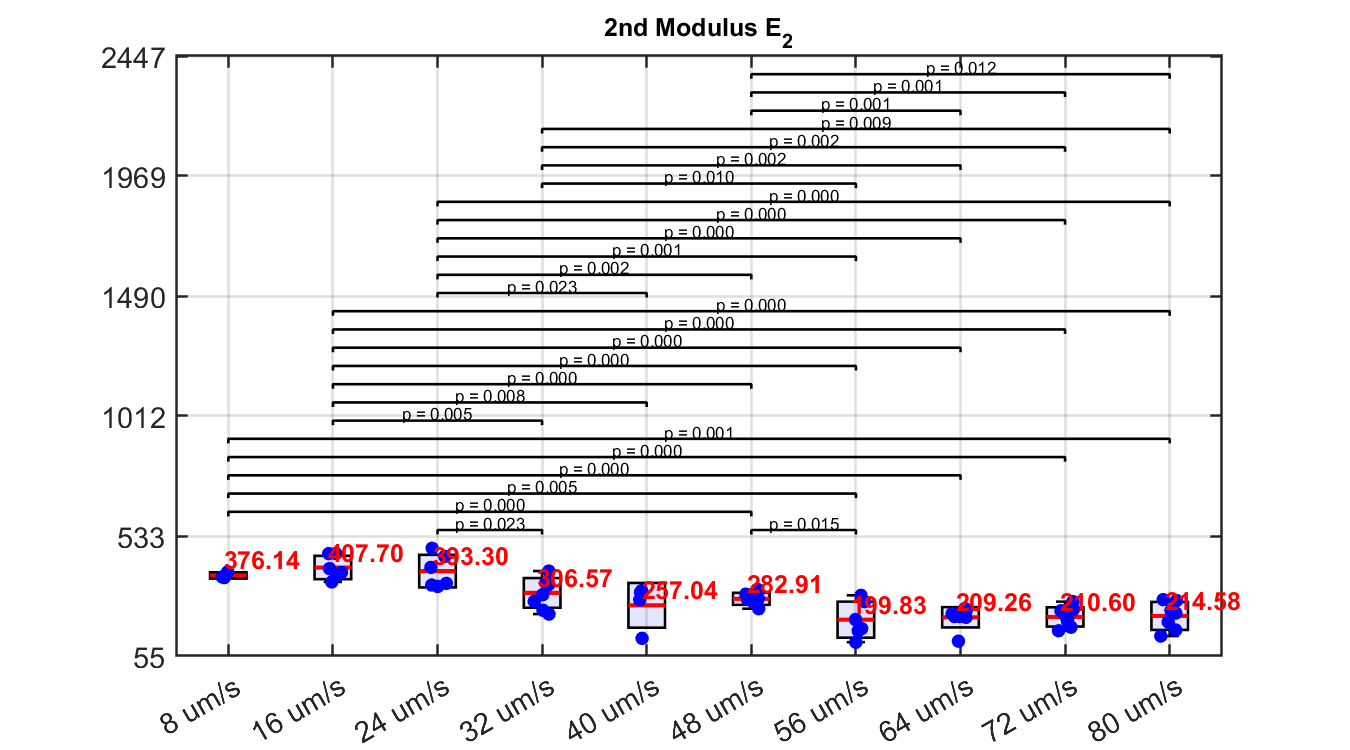 2nd Modulus E2
2447
p = 0.012
p = 0.001
p = 0.001
p = 0.009
p = 0.002
p = 0.002
1969
p = 0.010
p = 0.000
p = 0.000
p = 0.000
p = 0.001
p = 0.002
p = 0.023
1490
p = 0.000
p = 0.000
p = 0.000
p = 0.000
p = 0.000
p = 0.008
1012
p = 0.005
p = 0.001
p = 0.000
p = 0.000
p = 0.005
p = 0.000
p = 0.023 p = 0.015
533
376.14 407.70 393.30 306.57 257.04 282.91 199.83 209.26 210.60 214.58
55
8 um/s 16 um/s 24 um/s 32 um/s 40 um/s 48 um/s 56 um/s 64 um/s 72 um/s 80 um/s